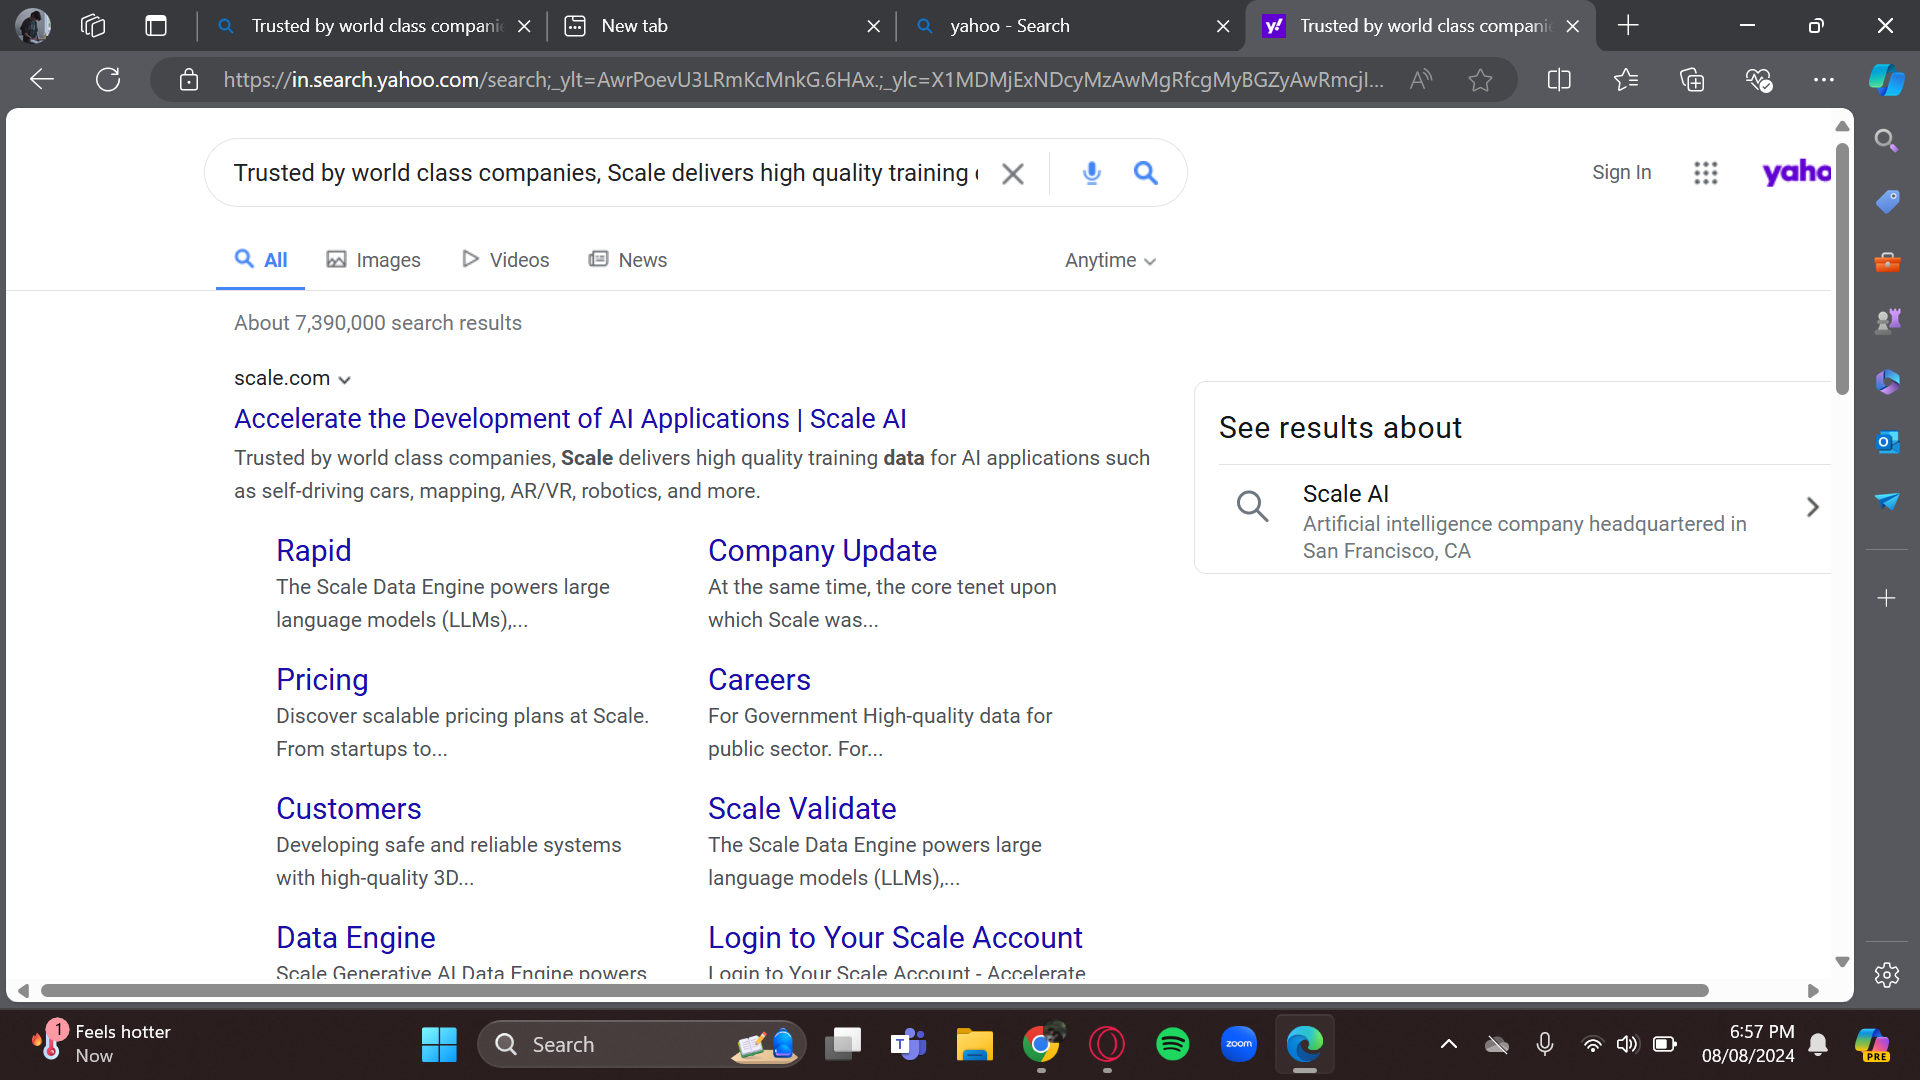 Trusted by world class compani
New tab
yahoo - Search
Trusted by world class compani
https://in.search.yahoo.com/search;_ylt=AwrPoevU3LRmKcMnkG.6HAx.;_ylc=X1MDMjExNDcyMzAwMgRfcgMyBGZyAwRmcjI...
Trusted by world class companies, Scale delivers high quality training
Sign In
yaho
All
Images
Videos
News
Anytime
About 7,390,000 search results
scale.com
Accelerate the Development of AI Applications | Scale AI
Trusted by world class companies, Scale delivers high quality training data for AI applications such
as self-driving cars, mapping, AR/VR, robotics, and more.
See results about
Scale AI
Artificial intelligence company headquartered in
San Francisco, CA
Rapid
The Scale Data Engine powers large
language models (LLMs),...
Company Update
At the same time, the core tenet upon
which Scale was...
Pricing
Discover scalable pricing plans at Scale.
From startups to...
Careers
For Government High-quality data for
public sector. For...
Customers
Developing safe and reliable systems
with high-quality 3D...
Scale Validate
The Scale Data Engine powers large
language models (LLMs),...
Data Engine
Scale Generative AI Data Engine powers
Login to Your Scale Account
Login to Your Scale Account - Accelerate
1
Feels hotter
Now
Search
zoom
6:57 PM
08/08/2024
PRE